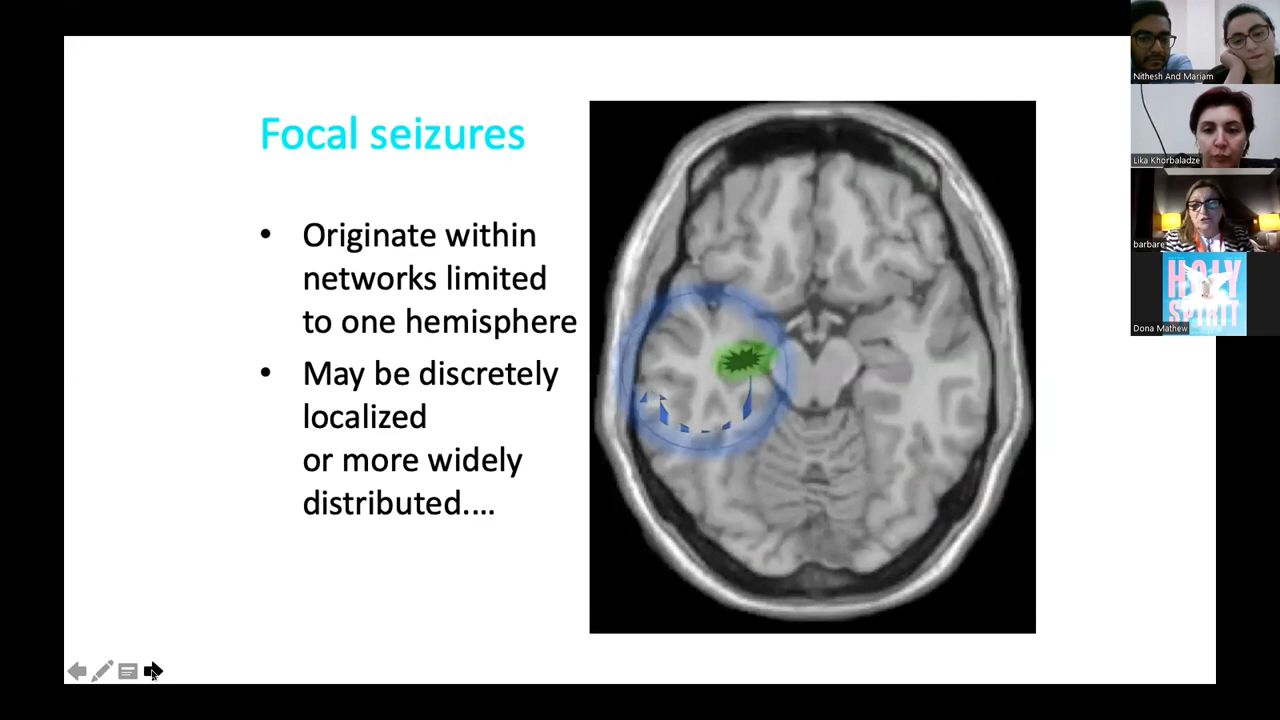 Focal seizures
• Originate within
networks limited
to one hemisphere
• May be discretely
localized
or more widely
distributed.…
Nithesh And Mariam
Lika Khorbaladze
barbare
HOLY
SPIRIT
Dona Mathew